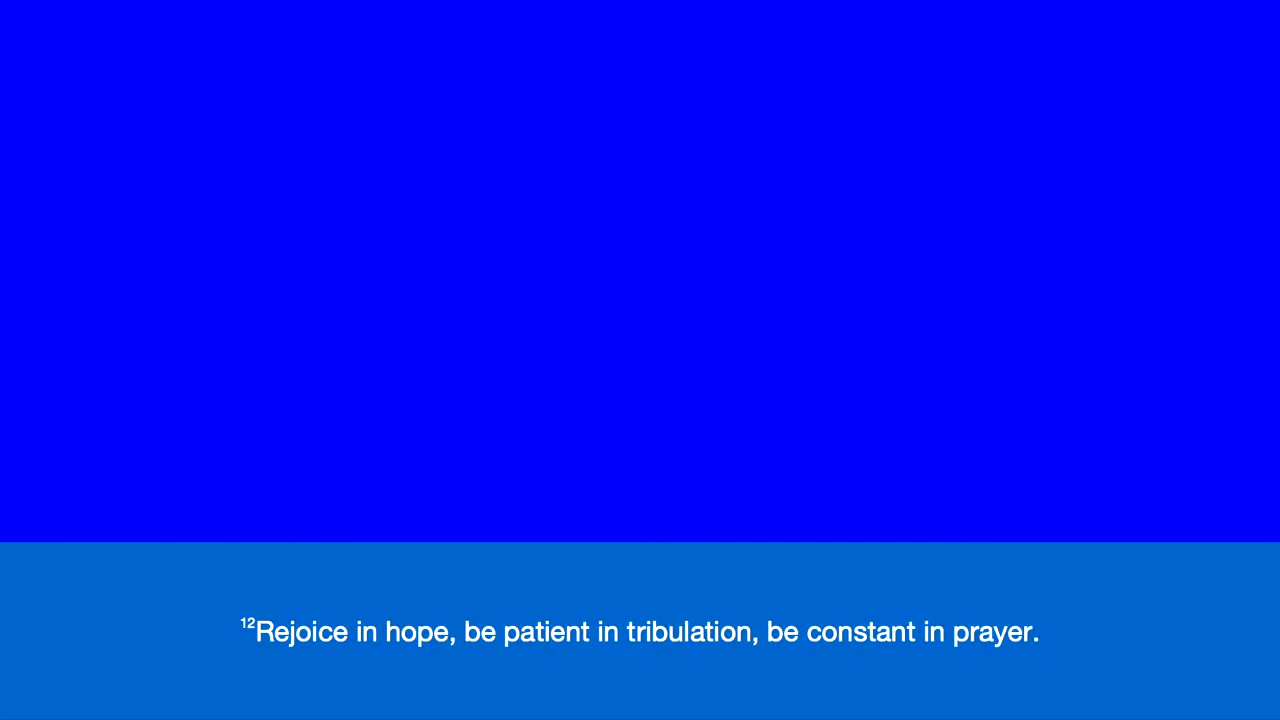 ¹²Rejoice in hope, be patient in tribulation, be constant in prayer.